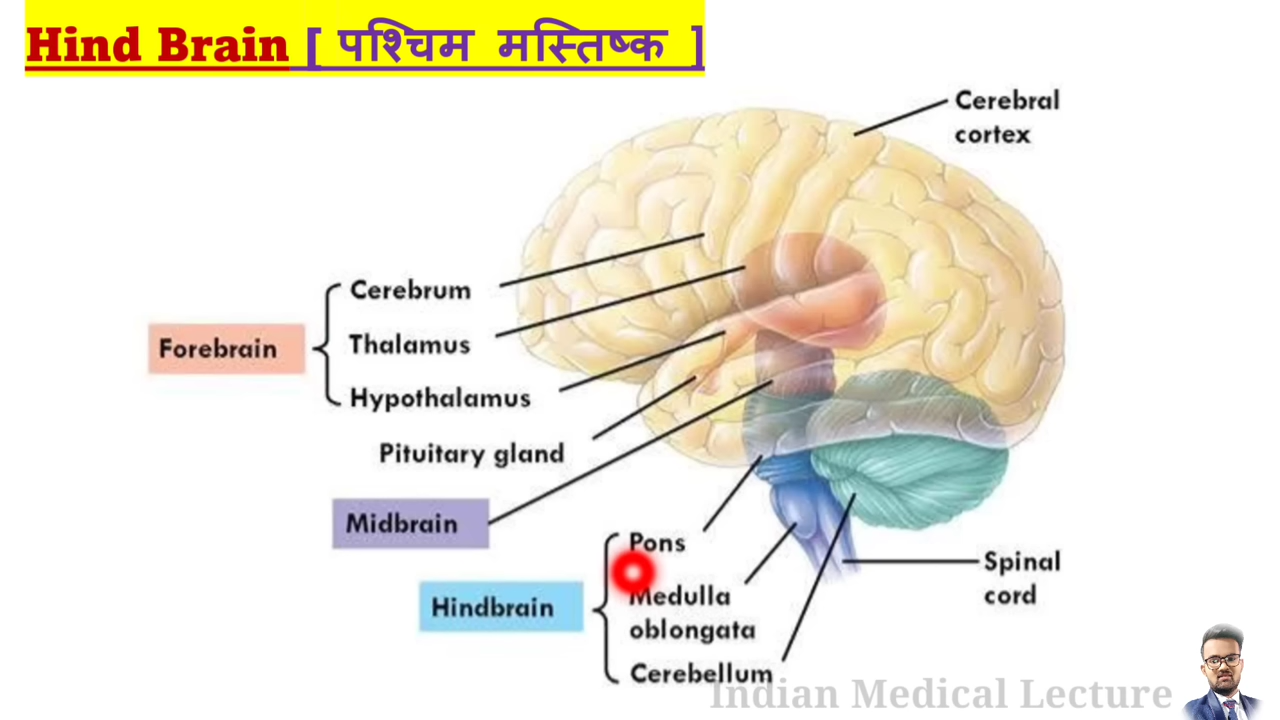 Hind Brain [ पश्चिम मस्तिष्क ]
Cerebral
cortex
Cerebrum
Thalamus
Forebrain
Hypothalamus
Pituitary gland
Midbrain
Pons
Medulla
oblongata
Hindbrain
Cerebellum
Spinal
cord
Indian Medical Lecture